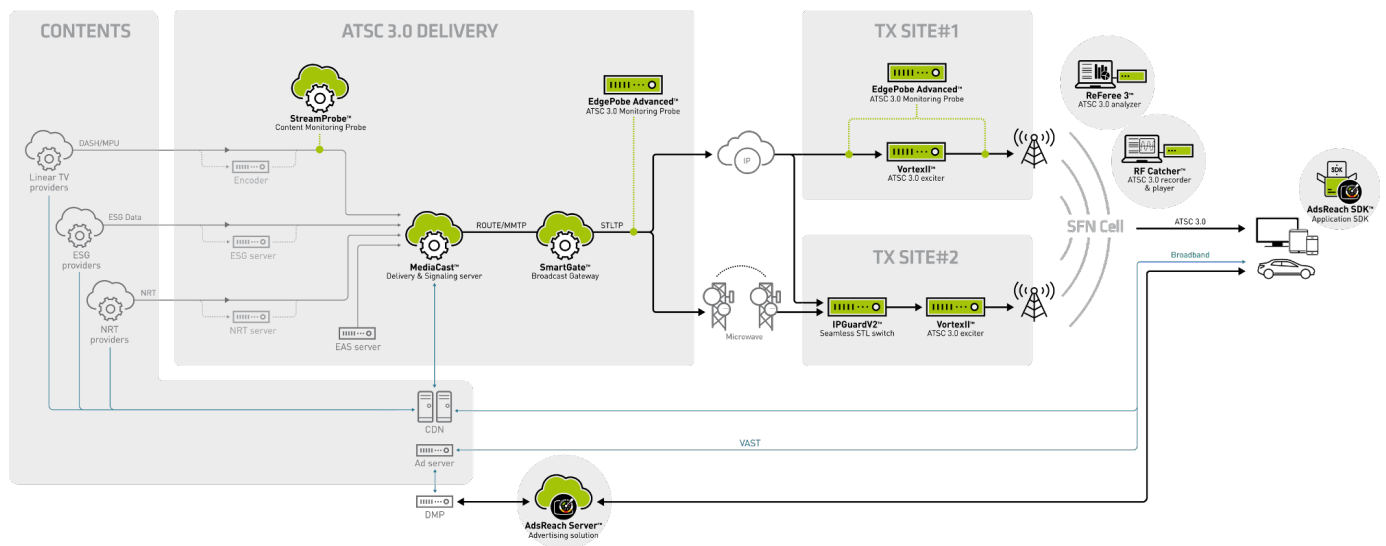 CONTENTS
ATSC 3.0 DELIVERY
TX SITE#1
StreamProbe™
Content Monitoring Probe
EdgePobe Advanced™
ATSC 3.0 Monitoring Probe
EdgePobe Advanced™
ATSC 3.0 Monitoring Probe
ReFeree 3™
ATSC 3.0 analyzer
DASH/MPU
Linear TV
providers
Encoder
IP
VortexII™
ATSC 3.0 exciter
RF Catcher™
ATSC 3.0 recorder
& player
SDK
AdsReach SDK™
Application SDK
ESG Data
ESG
providers
ESG server
ROUTE/MMTP
STLTP
MediaCast™
Delivery & Signaling server
SmartGate™
Broadcast Gateway
SFN Cell
ATSC 3.0
TX SITE#2
Broadband
NRT
NRT
providers
NRT server
EAS server
Microwave
IPGuardV2™
Seamless STL switch
VortexII™
ATSC 3.0 exciter
CDN
VAST
Ad server
DMP
AdsReach Server™
Advertising solution